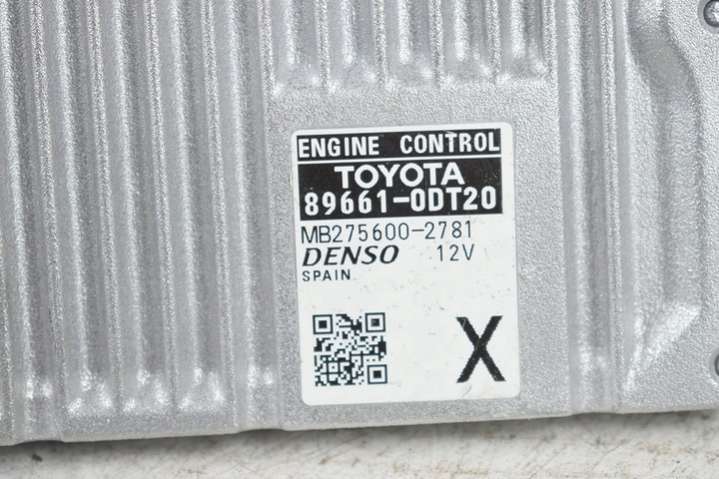 ENGINE CONTROL
TOYOTA
89661-0DT20
MB275600-2781
DENSO 12V
SPAIN
X